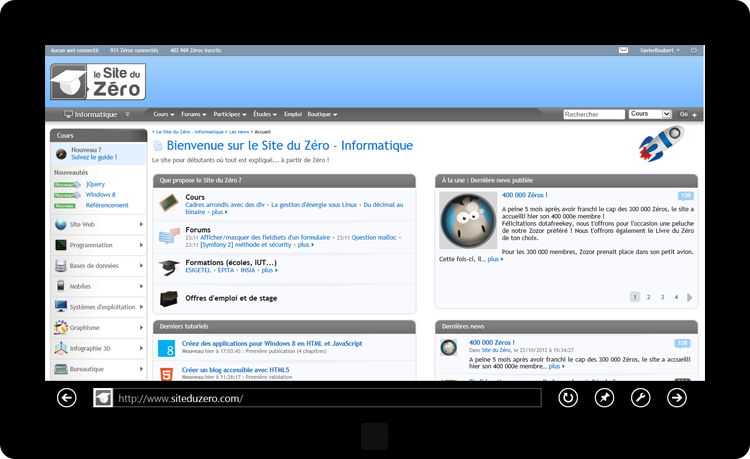 Aucun ami connecté 931 Zéros connectés 403 969 Zéros inscrits XavierBoubert
le Site du
Zéro
Informatique Cours Forums Participez Études Emploi Boutique Rechercher Cours Go +
Cours
Nouveau ?
Suivez le guide !
Nouveautés
jQuery
Windows 8
Référencement
Site Web
Programmation
Bases de données
Mobiles
Systèmes d'exploitation
Graphisme
Infographie 3D
Bureautique
Le Site du Zéro - Informatique > Les news > Accueil
Bienvenue sur le Site du Zéro - Informatique
Le site pour débutants où tout est expliqué... à partir de Zéro !
Que propose le Site du Zéro ?
Cours
Cadres arrondis avec des div - La gestion d'énergie sous Linux - Du décimal au
binaire - plus
Forums
23:11 Afficher/masquer des fieldsets d'un formulaire - 23:11 Question malloc -
23:11 [Symfony 2] méthode et sécurité - plus
Formations (écoles, IUT...)
ESIGETEL - EPITA - INSIA - plus
Offres d'emploi et de stage
Derniers tutoriels
Créez des applications pour Windows 8 en HTML et JavaScript
Nouveau hier à 17:03:43 : Première publication (4 chapitres)
Créer un blog accessible avec HTML5
Nouveau hier à 11:26:17 : Première validation
À la une : Dernière news publiée
400 000 Zéros ! 108
A peine 5 mois après avoir franchi le cap des 300 000 Zéros, le site a
accueilli hier son 400 000e membre !
Félicitations dotafreekey, nous t'offrons pour l'occasion une peluche
de notre Zozor préféré ! Nous t'offrons également le Livre du Zéro
de ton choix.
Pour les 300 000 membres, Zozor prenait place dans son petit avion.
Cette fois-ci, il... plus
1 2 3 4
Dernières news
400 000 Zéros ! 108
Dans Site du Zéro, le 22/10/2012 à 15:34:27
A peine 5 mois après avoir franchi le cap des 300 000 Zéros, le site a accueilli
hier son 400 000e membre... plus
http://www.siteduzero.com/